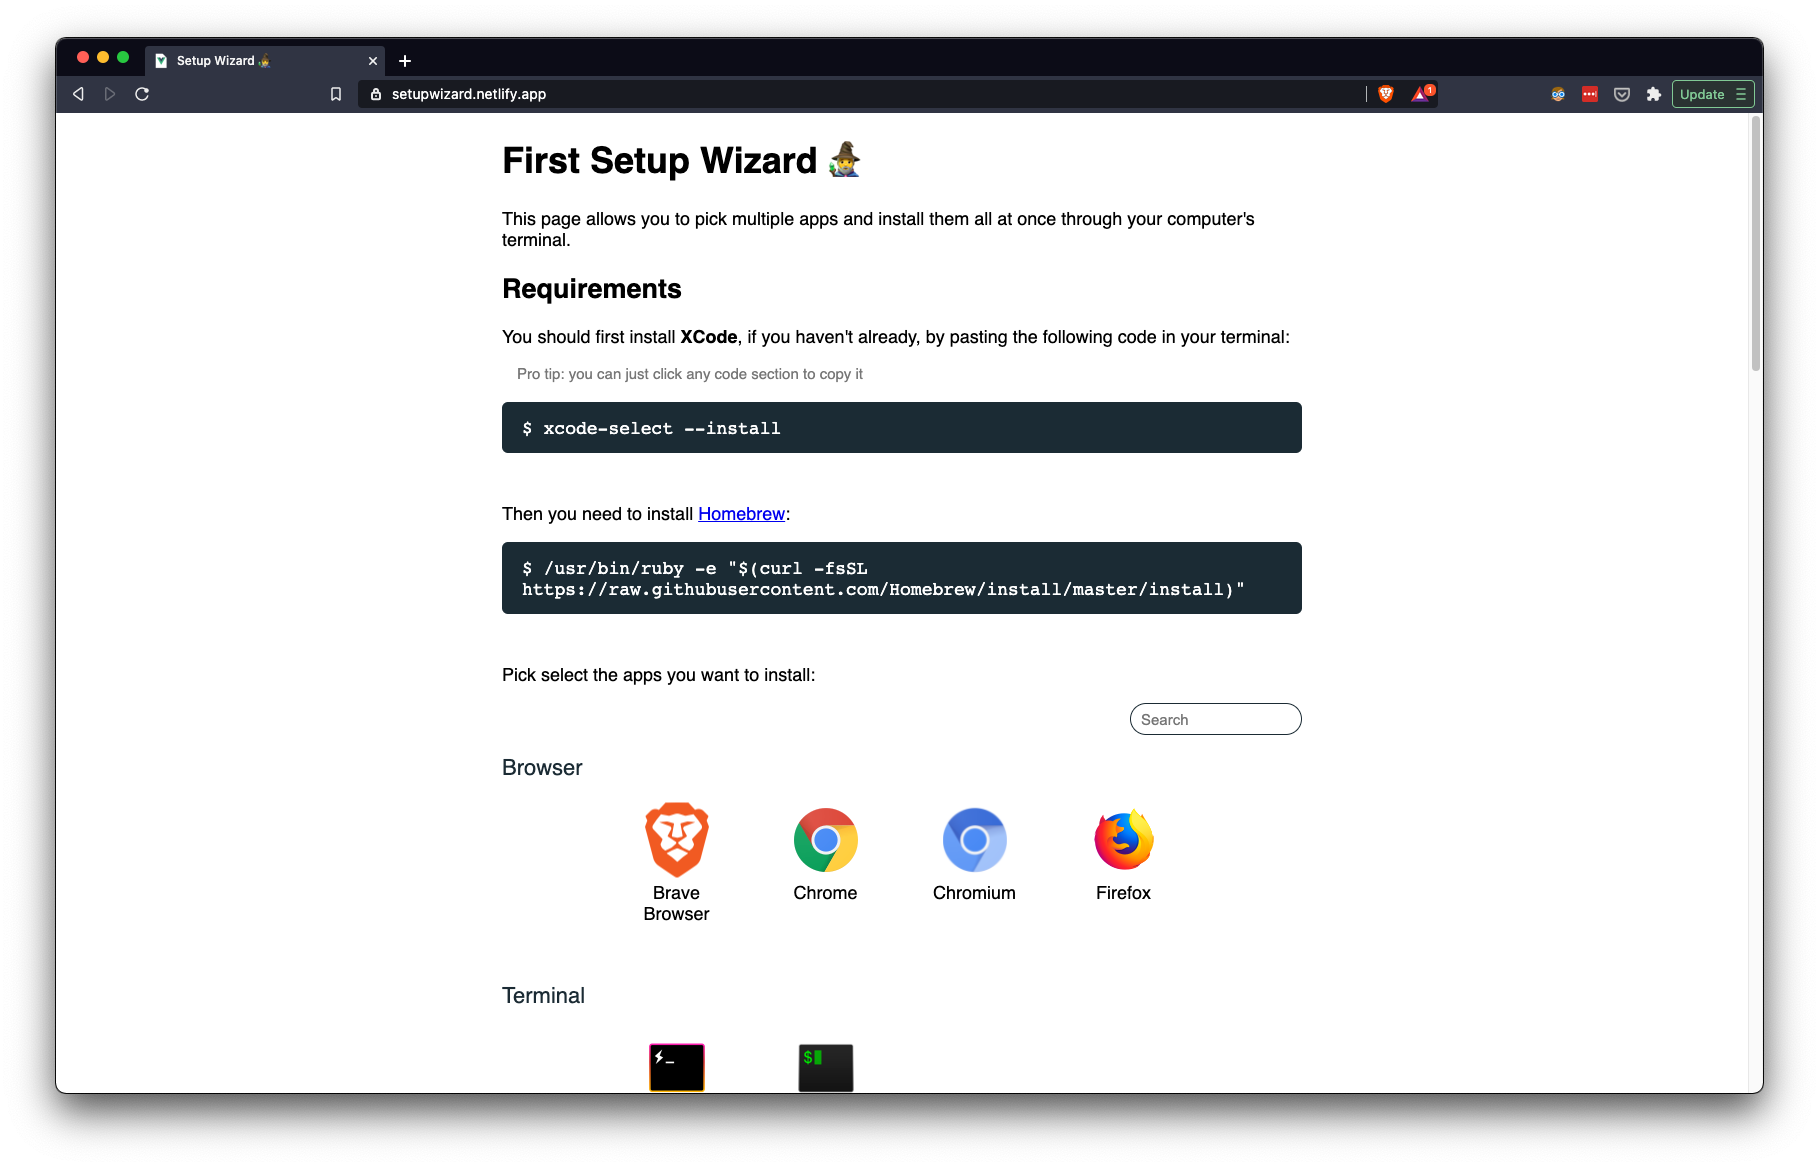 Setup Wizard
setupwizard.netlify.app
1
Update
First Setup Wizard
This page allows you to pick multiple apps and install them all at once through your computer's
terminal.
Requirements
You should first install XCode, if you haven't already, by pasting the following code in your terminal:
Pro tip: you can just click any code section to copy it
$ xcode-select --install
Then you need to install Homebrew:
$ /usr/bin/ruby -e "$(curl -fsSL
https://raw.githubusercontent.com/Homebrew/install/master/install)"
Pick select the apps you want to install:
Search
Browser
Brave
Browser
Chrome
Chromium
Firefox
Terminal
$